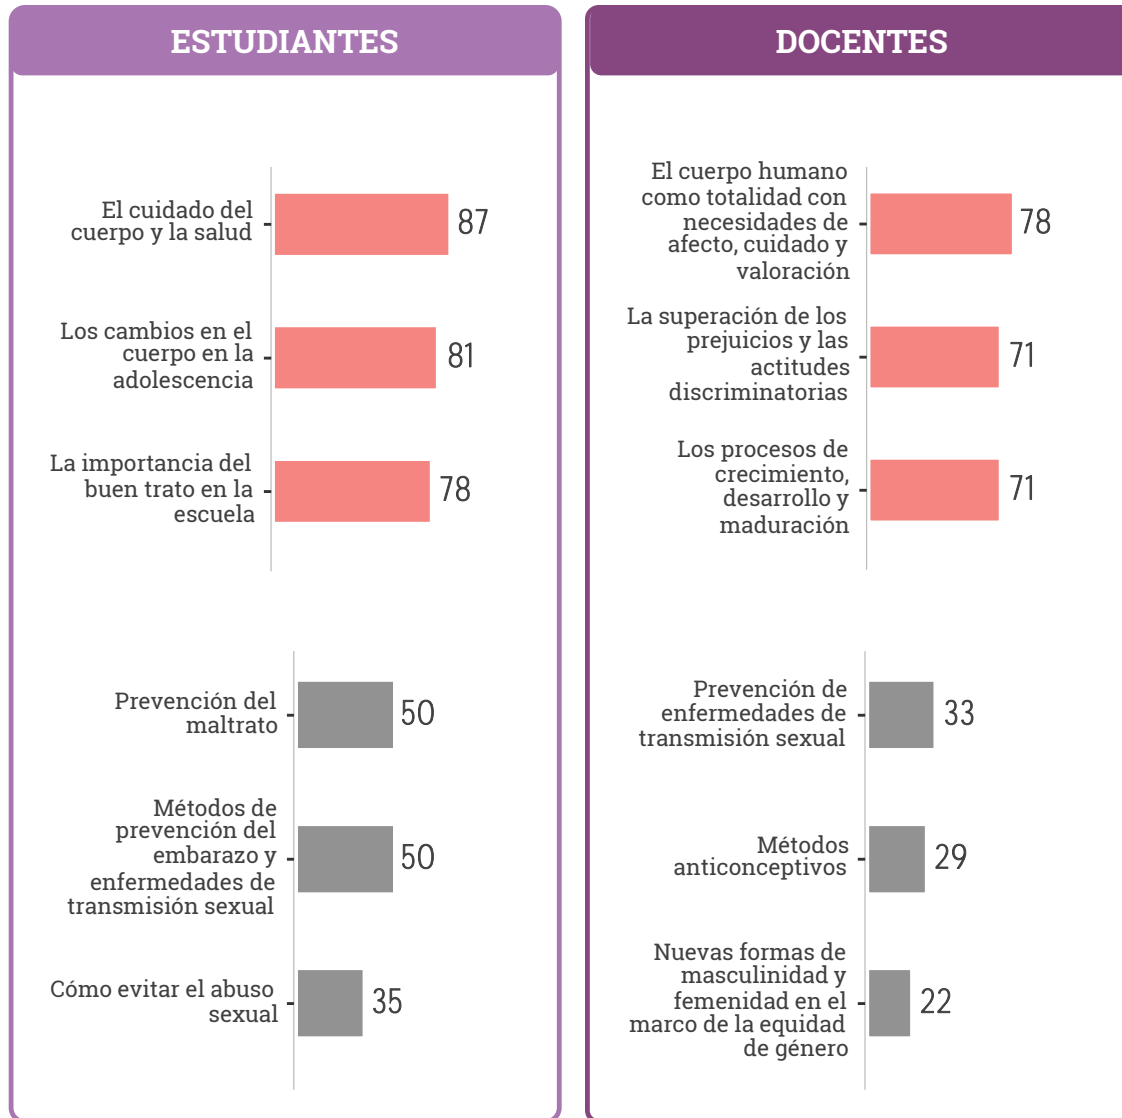 ESTUDIANTES
El cuidado del
cuerpo y la salud
87
Los cambios en el
cuerpo en la
adolescencia
81
La importancia del
buen trato en la
escuela
78
Prevención del
maltrato
50
Métodos de
prevención del
embarazo y
enfermedades de
transmisión sexual
50
Cómo evitar el abuso
sexual
35
DOCENTES
El cuerpo humano
como totalidad con
necesidades de
afecto, cuidado y
valoración
78
La superación de los
prejuicios y las
actitudes
discriminatorias
71
Los procesos de
crecimiento,
desarrollo y
maduración
71
Prevención de
enfermedades de
transmisión sexual
33
Métodos
anticonceptivos
29
Nuevas formas de
masculinidad y
femenidad en el
marco de la equidad
de género
22